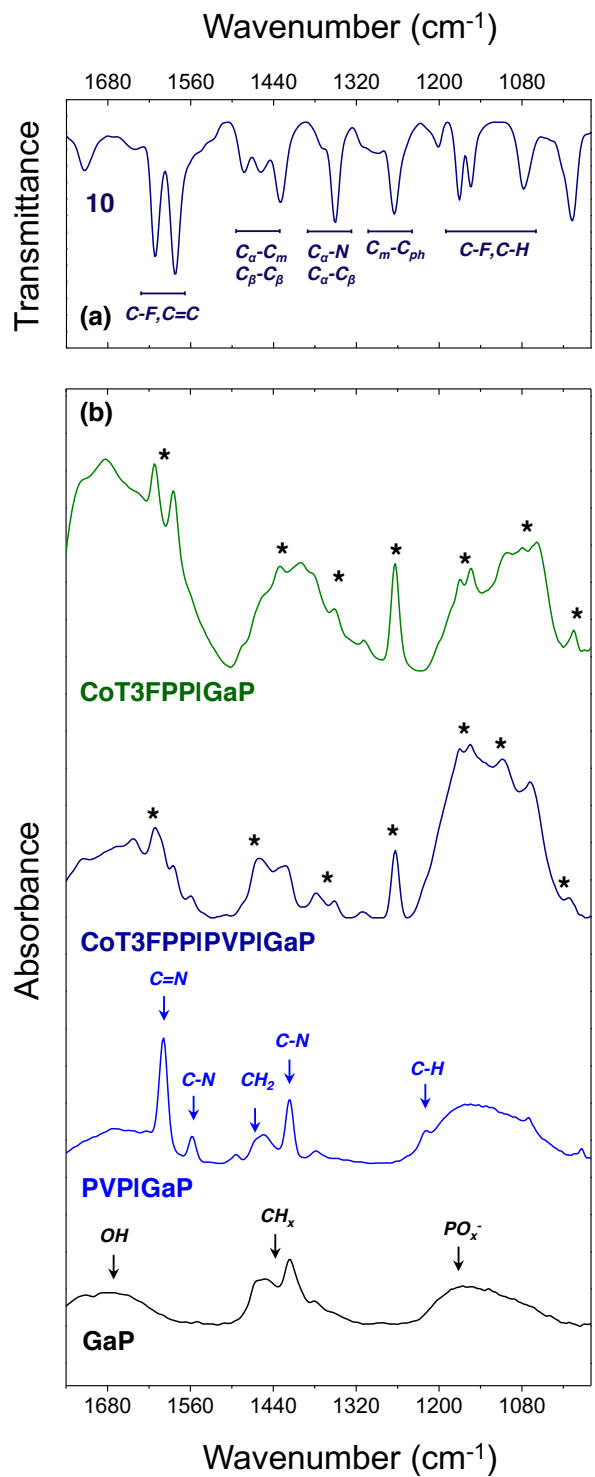 Wavenumber (cm⁻¹)
1680 1560 1440 1320 1200 1080
Transmittance
10
Cα-Cm
Cβ-Cβ
Cα-N
Cα-Cβ
Cm-Cph
C-F,C-H
C-F,C=C
(a)
(b)
* * * * * * *
CoT3FPP|GaP
* * * * * * *
CoT3FPP|PVP|GaP
Absorbance
C=N
C-N
CH₂
C-N
C-H
PVP|GaP
OH
CHₓ
POₓ⁻
GaP
1680 1560 1440 1320 1200 1080
Wavenumber (cm⁻¹)